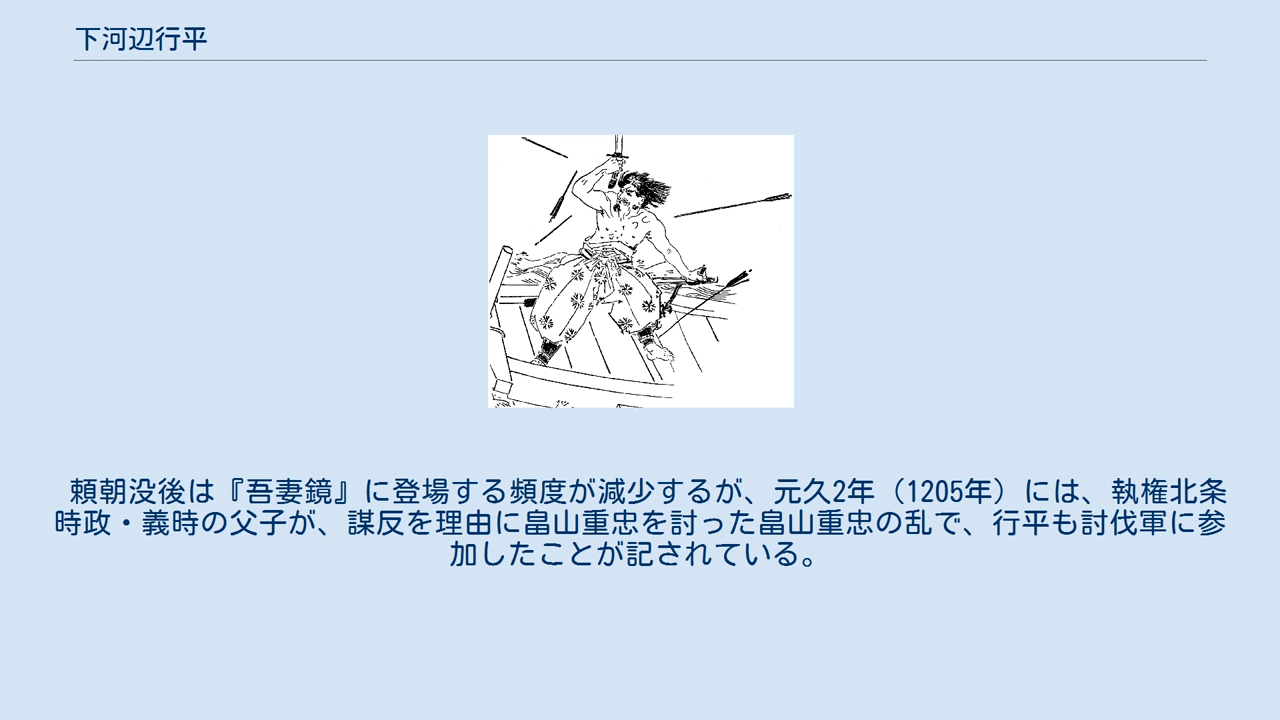 下河辺行平
頼朝没後は『吾妻鏡』に登場する頻度が減少するが、元久2年（1205年）には、執権北条
時政・義時の父子が、謀反を理由に畠山重忠を討った畠山重忠の乱で、行平も討伐軍に参
加したことが記されている。